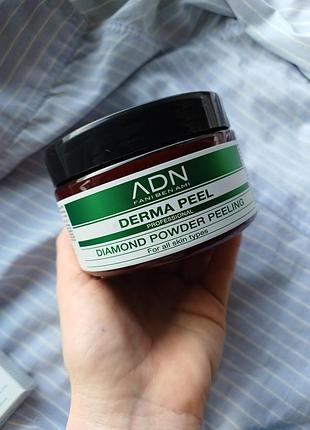 ADN
FANI BEN AMI
DERMA PEEL
PROFESSIONAL
DIAMOND POWDER PEELING
For all skin types